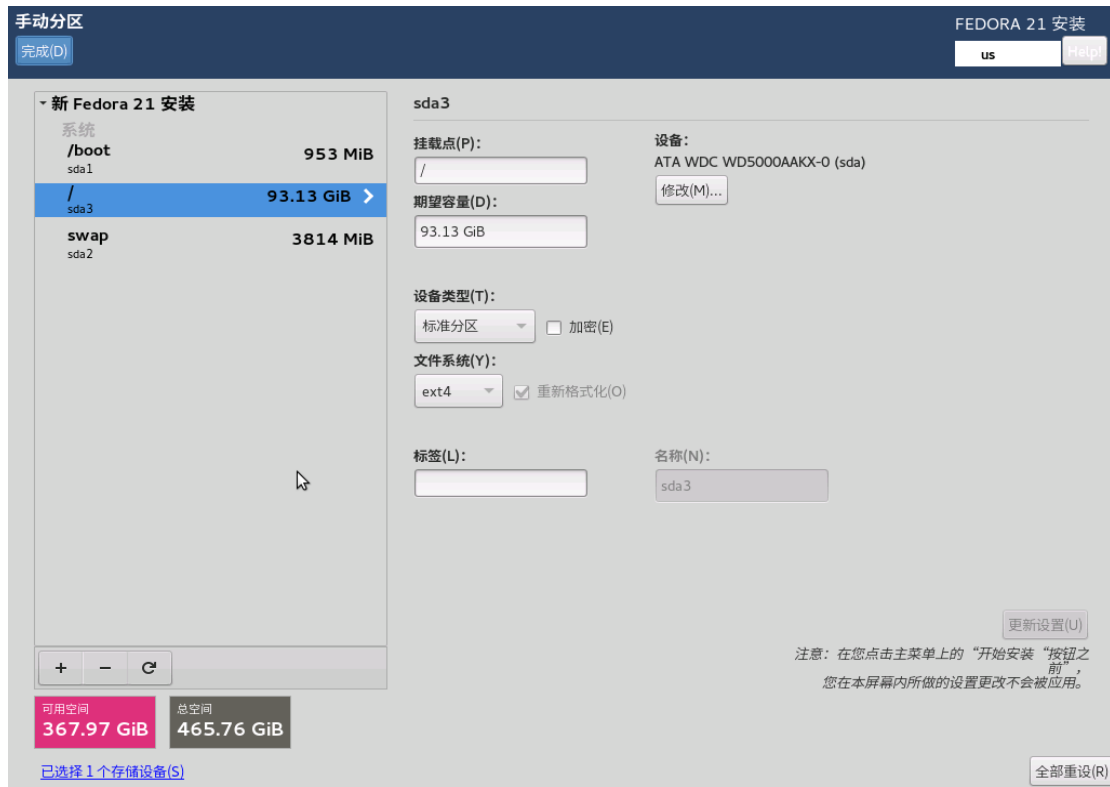 手动分区
FEDORA 21 安装
完成(D)
us
Help!
新 Fedora 21 安装
系统
/boot
953 MiB
sda1
/
93.13 GiB
sda3
swap
3814 MiB
sda2
sda3
挂载点(P):
/
期望容量(D):
93.13 GiB
设备:
ATA WDC WD5000AAKX-0 (sda)
修改(M)...
设备类型(T):
标准分区
加密(E)
文件系统(Y):
ext4
重新格式化(O)
标签(L):
名称(N):
sda3
更新设置(U)
注意：在您点击主菜单上的“开始安装“按钮之
前”，
您在本屏幕内所做的设置更改不会被应用。
+ −
可用空间
367.97 GiB
总空间
465.76 GiB
已选择 1 个存储设备(S)
全部重设(R)